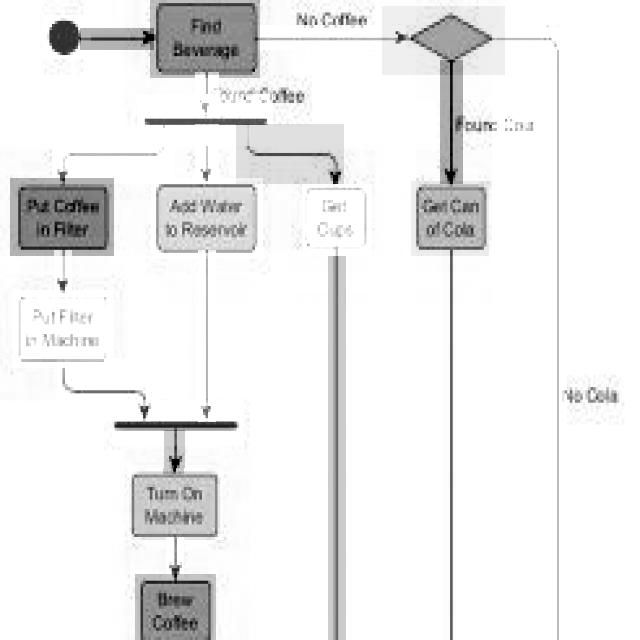 Find
Beverage
No Coffee
Found Coffee
Found Cola
Put Coffee
in Filter
Add Water
to Reservoir
Get
Cups
Get Can
of Cola
Put Filter
in Machine
No Cola
Turn On
Machine
Brew
Coffee